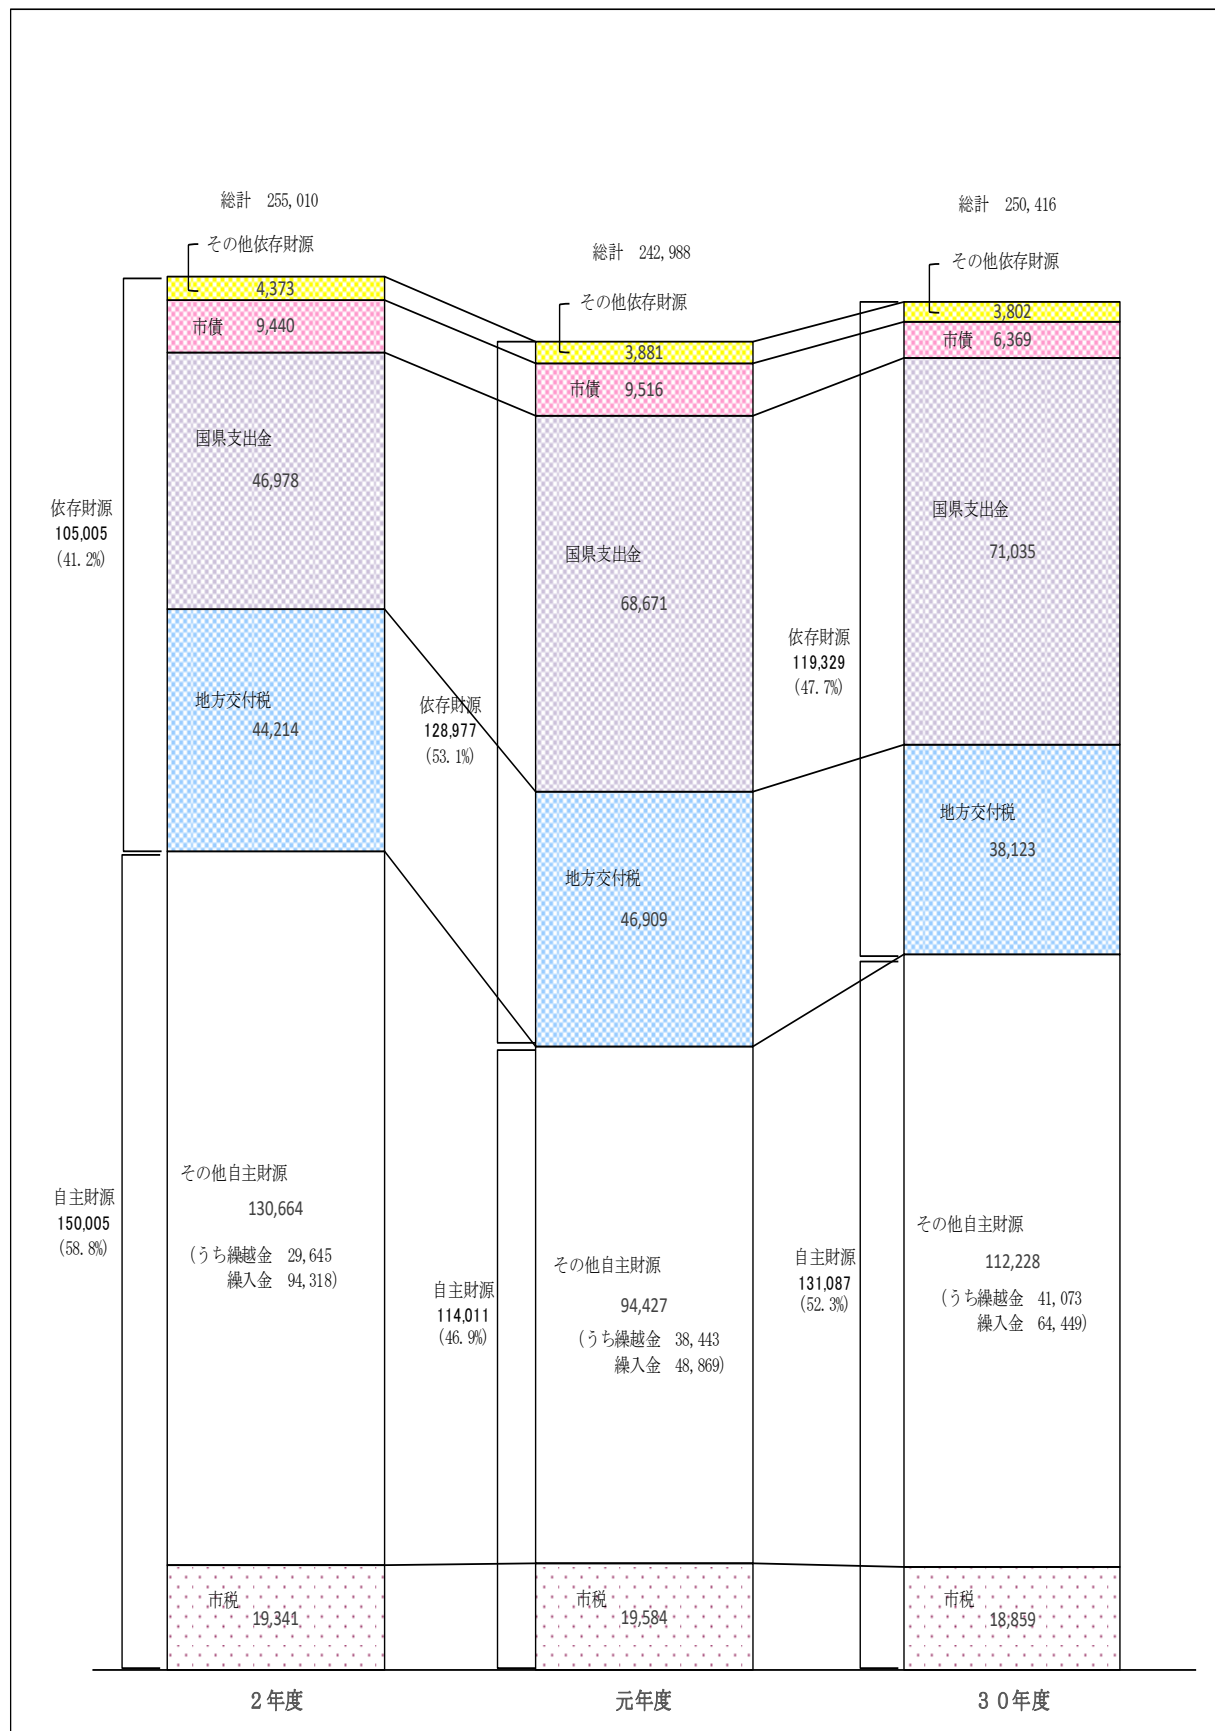 総計　255,010
その他依存財源
4,373
市債　9,440
国県支出金
46,978
依存財源
105,005
(41.2%)
地方交付税
44,214
その他自主財源
130,664
(うち繰越金　29,645
繰入金　94,318)
自主財源
150,005
(58.8%)
市税
19,341
２年度
総計　242,988
その他依存財源
3,881
市債　9,516
国県支出金
68,671
依存財源
128,977
(53.1%)
地方交付税
46,909
その他自主財源
94,427
(うち繰越金　38,443
繰入金　48,869)
自主財源
114,011
(46.9%)
市税
19,584
元年度
総計　250,416
その他依存財源
3,802
市債　6,369
国県支出金
71,035
依存財源
119,329
(47.7%)
地方交付税
38,123
その他自主財源
112,228
(うち繰越金　41,073
繰入金　64,449)
自主財源
131,087
(52.3%)
市税
18,859
３０年度